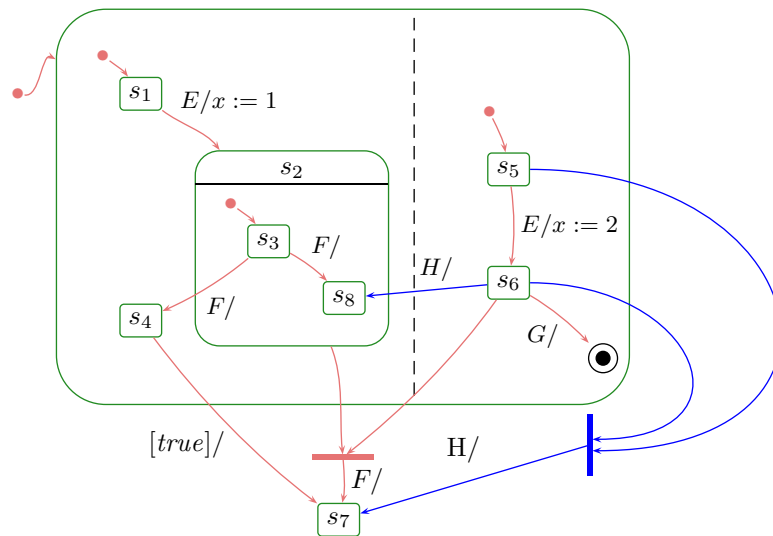 s₁
E/x := 1
s₂
s₅
s₃
F/
E/x := 2
H/
s₆
s₈
F/
s₄
G/
[true]/
H/
F/
s₇